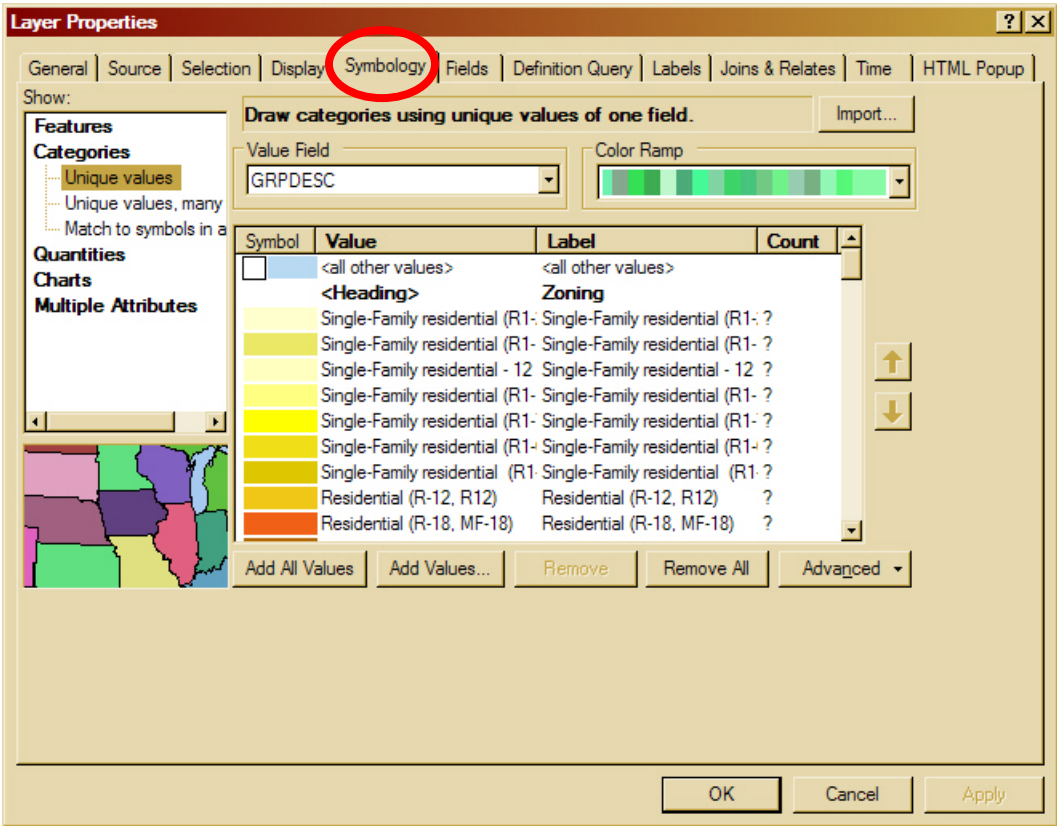 Layer Properties
? ×
General Source Selection Display Symbology Fields Definition Query Labels Joins & Relates Time HTML Popup
Show:
Features
Categories
Unique values
Unique values, many
Match to symbols in a
Quantities
Charts
Multiple Attributes
Draw categories using unique values of one field.
Import...
Value Field
GRPDESC
Color Ramp
Symbol Value Label Count
<all other values> <all other values>
<Heading> Zoning
Single-Family residential (R1- Single-Family residential (R1- ?
Single-Family residential (R1- Single-Family residential (R1- ?
Single-Family residential - 12 Single-Family residential - 12 ?
Single-Family residential (R1- Single-Family residential (R1- ?
Single-Family residential (R1- Single-Family residential (R1- ?
Single-Family residential (R1- Single-Family residential (R1- ?
Single-Family residential (R1- Single-Family residential (R1- ?
Residential (R-12, R12) Residential (R-12, R12) ?
Residential (R-18, MF-18) Residential (R-18, MF-18) ?
Add All Values Add Values... Remove Remove All Advanced
OK Cancel Apply